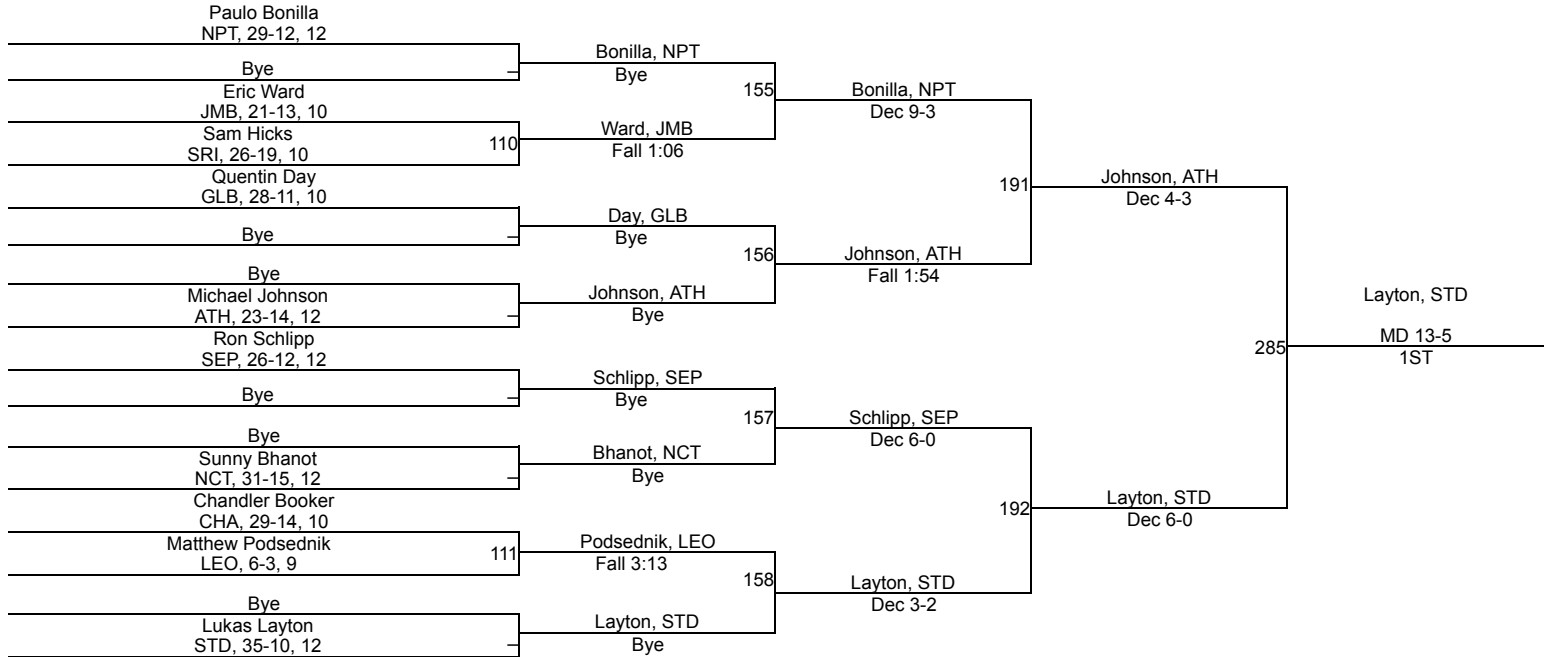 Paulo Bonilla
NPT, 29-12, 12
Bye
Eric Ward
JMB, 21-13, 10
Sam Hicks
SRI, 26-19, 10
110
Quentin Day
GLB, 28-11, 10
Bye
Bye
Michael Johnson
ATH, 23-14, 12
Ron Schlipp
SEP, 26-12, 12
Bye
Bye
Sunny Bhanot
NCT, 31-15, 12
Chandler Booker
CHA, 29-14, 10
Matthew Podsednik
LEO, 6-3, 9
111
Bye
Lukas Layton
STD, 35-10, 12
Bonilla, NPT
Bye
155
Ward, JMB
Fall 1:06
Day, GLB
Bye
156
Johnson, ATH
Bye
Schlipp, SEP
Bye
157
Bhanot, NCT
Bye
Podsednik, LEO
Fall 3:13
158
Layton, STD
Bye
Bonilla, NPT
Dec 9-3
191
Johnson, ATH
Fall 1:54
Schlipp, SEP
Dec 6-0
192
Layton, STD
Dec 3-2
Johnson, ATH
Dec 4-3
285
Layton, STD
Dec 6-0
Layton, STD
MD 13-5
1ST